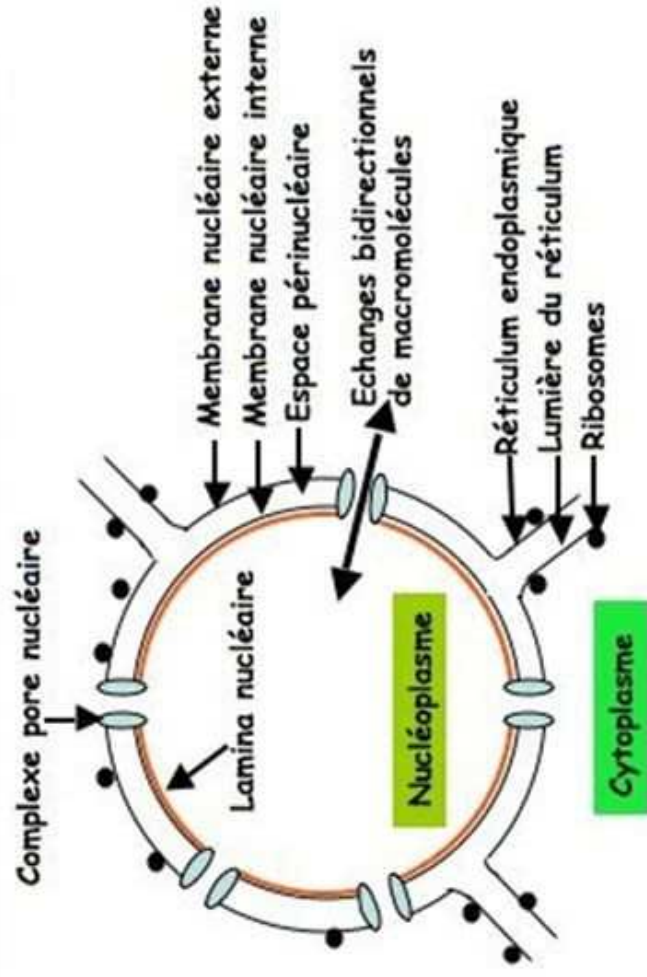 Complexe pore nucléaire
Membrane nucléaire externe
Membrane nucléaire interne
Espace périnucléaire
Lamina nucléaire
Echanges bidirectionnels
de macromolécules
Nucléoplasme
Réticulum endoplasmique
Lumière du réticulum
Ribosomes
Cytoplasme